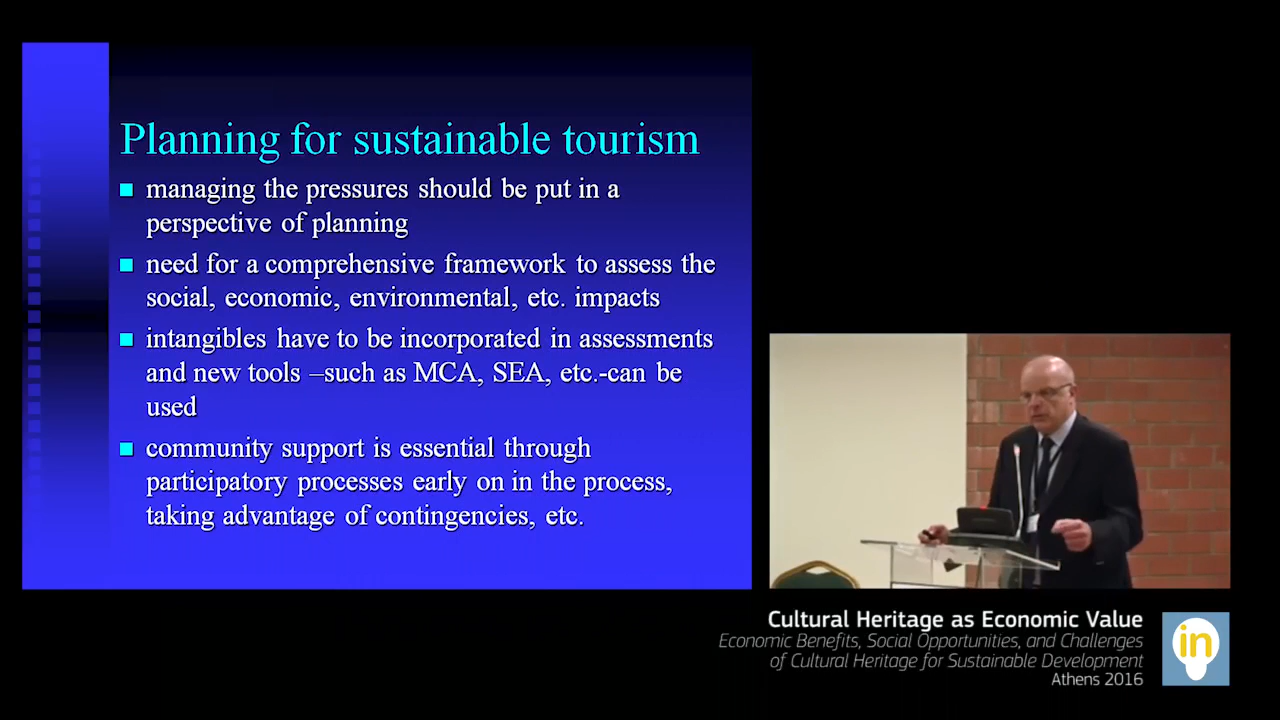 Planning for sustainable tourism
managing the pressures should be put in a
perspective of planning
need for a comprehensive framework to assess the
social, economic, environmental, etc. impacts
intangibles have to be incorporated in assessments
and new tools –such as MCA, SEA, etc.-can be
used
community support is essential through
participatory processes early on in the process,
taking advantage of contingencies, etc.
Cultural Heritage as Economic Value
Economic Benefits, Social Opportunities, and Challenges
of Cultural Heritage for Sustainable Development
Athens 2016
in